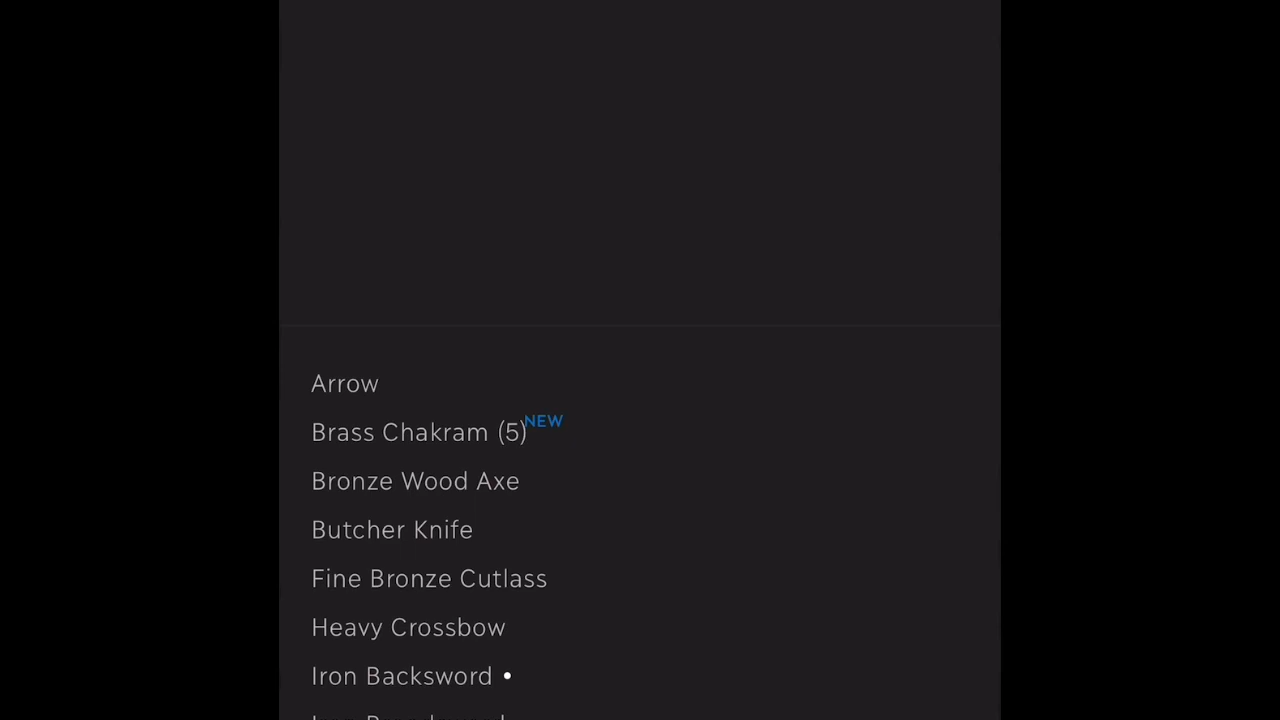 Arrow
Brass Chakram (5) NEW
Bronze Wood Axe
Butcher Knife
Fine Bronze Cutlass
Heavy Crossbow
Iron Backsword •